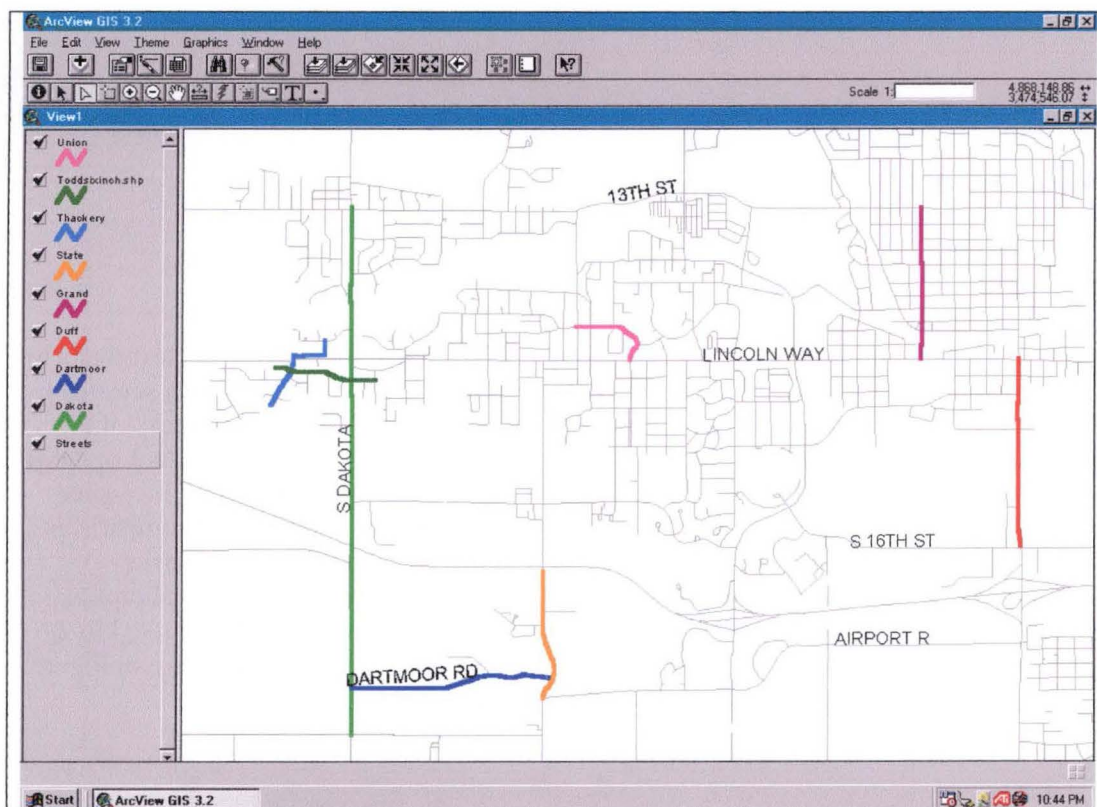 ArcView GIS 3.2
File Edit View Theme Graphics Window Help
Scale 1:
4,868,148.86
3,474,546.07
View1
Union
Toddsixinch.shp
Thackery
State
Grand
Duff
Dartmoor
Dakota
Streets
13TH ST
LINCOLN WAY
S DAKOTA
S 16TH ST
AIRPORT R
DARTMOOR RD
Start ArcView GIS 3.2 10:44 PM